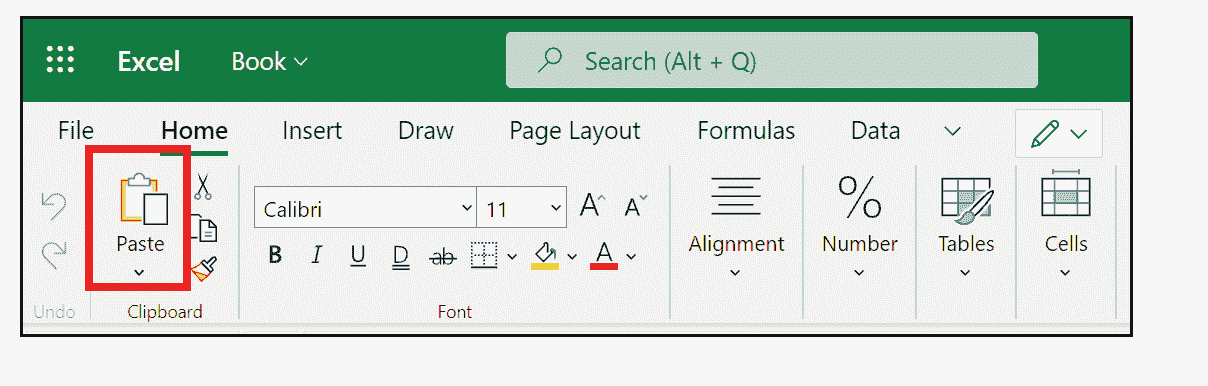 Excel Book Search (Alt + Q)
File Home Insert Draw Page Layout Formulas Data
Calibri 11
Paste Alignment Number Tables Cells
B I U D ab A
Undo Clipboard Font